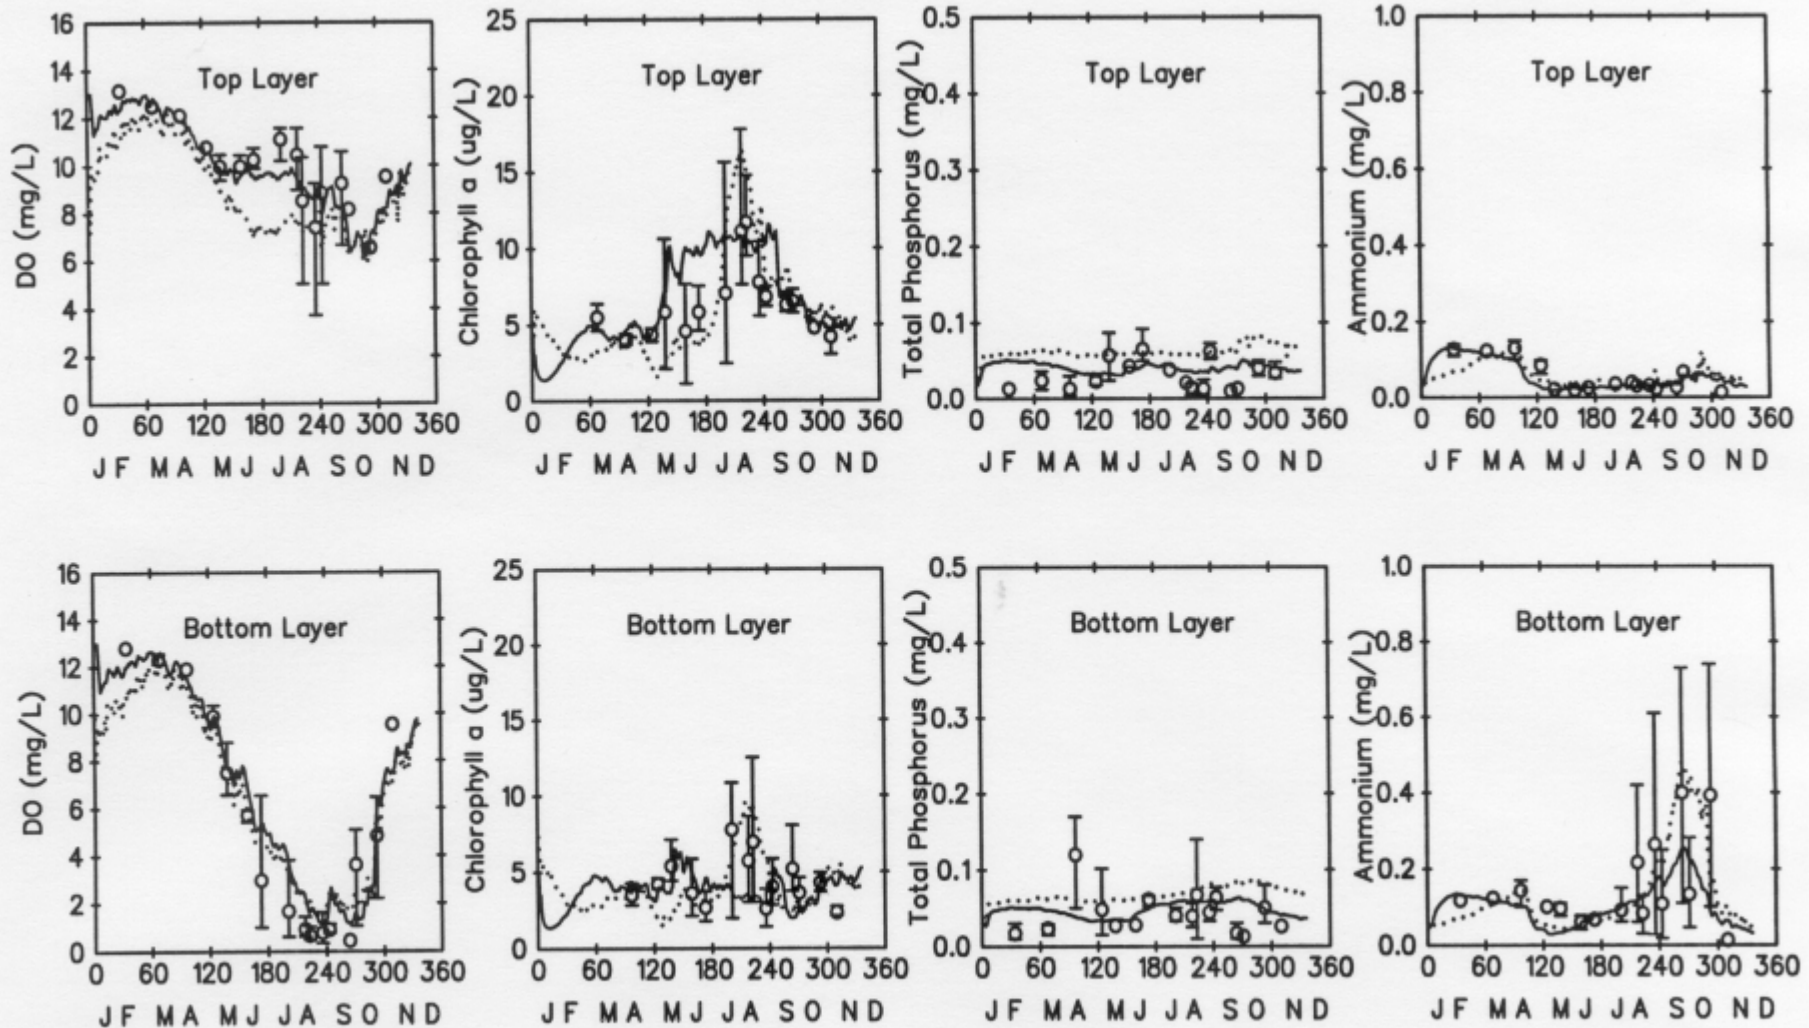 16
14
12
10
8
6
4
2
0
DO (mg/L)
Top Layer
0 60 120 180 240 300 360
J F M A M J J A S O N D
25
20
15
10
5
0
Chlorophyll a (ug/L)
Top Layer
0 60 120 180 240 300 360
J F M A M J J A S O N D
0.5
0.4
0.3
0.2
0.1
0.0
Total Phosphorus (mg/L)
Top Layer
0 60 120 180 240 300 360
J F M A M J J A S O N D
1.0
0.8
0.6
0.4
0.2
0.0
Ammonium (mg/L)
Top Layer
0 60 120 180 240 300 360
J F M A M J J A S O N D
16
14
12
10
8
6
4
2
0
DO (mg/L)
Bottom Layer
0 60 120 180 240 300 360
J F M A M J J A S O N D
25
20
15
10
5
0
Chlorophyll a (ug/L)
Bottom Layer
0 60 120 180 240 300 360
J F M A M J J A S O N D
0.5
0.4
0.3
0.2
0.1
0.0
Total Phosphorus (mg/L)
Bottom Layer
0 60 120 180 240 300 360
J F M A M J J A S O N D
1.0
0.8
0.6
0.4
0.2
0.0
Ammonium (mg/L)
Bottom Layer
0 60 120 180 240 300 360
J F M A M J J A S O N D